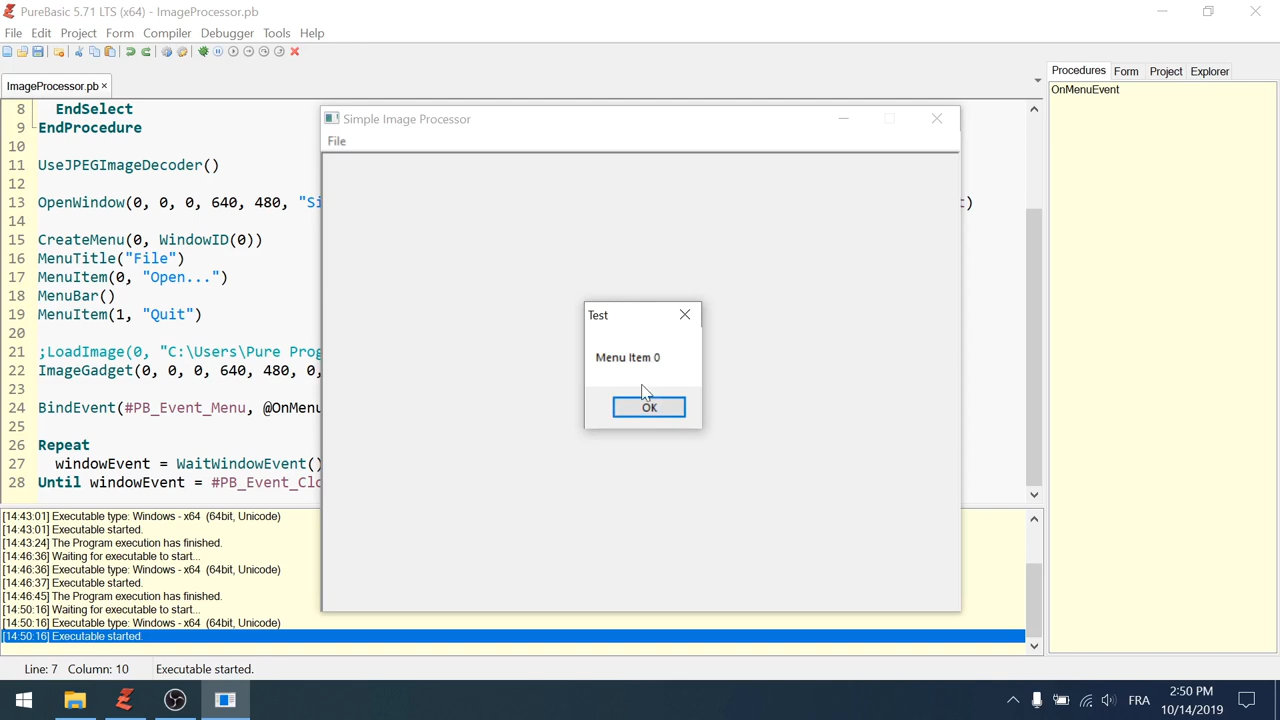 PureBasic 5.71 LTS (x64) - ImageProcessor.pb
File Edit Project Form Compiler Debugger Tools Help
ImageProcessor.pb
Procedures Form Project Explorer
OnMenuEvent
8 EndSelect
9 EndProcedure
10
11 UseJPEGImageDecoder()
12
13 OpenWindow(0, 0, 0, 640, 480, "Si
t)
14
15 CreateMenu(0, WindowID(0))
16 MenuTitle("File")
17 MenuItem(0, "Open...")
18 MenuBar()
19 MenuItem(1, "Quit")
20
21 ;LoadImage(0, "C:\Users\Pure Prog
22 ImageGadget(0, 0, 0, 640, 480, 0,
23
24 BindEvent(#PB_Event_Menu, @OnMenu
25
26 Repeat
27 windowEvent = WaitWindowEvent()
28 Until windowEvent = #PB_Event_Clo
Simple Image Processor
File
Test
Menu Item 0
OK
[14:43:01] Executable type: Windows - x64 (64bit, Unicode)
[14:43:01] Executable started.
[14:43:24] The Program execution has finished.
[14:46:36] Waiting for executable to start...
[14:46:36] Executable type: Windows - x64 (64bit, Unicode)
[14:46:37] Executable started.
[14:46:45] The Program execution has finished.
[14:50:16] Waiting for executable to start...
[14:50:16] Executable type: Windows - x64 (64bit, Unicode)
[14:50:16] Executable started.
Line: 7 Column: 10 Executable started.
FRA
2:50 PM
10/14/2019